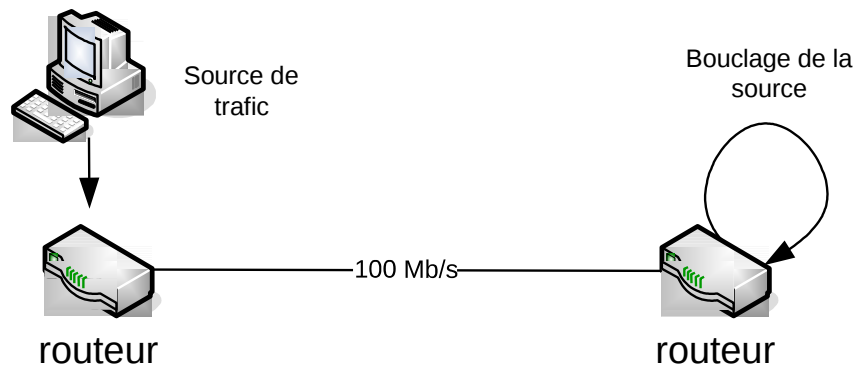 Source de
trafic
Bouclage de la
source
100 Mb/s
routeur
routeur